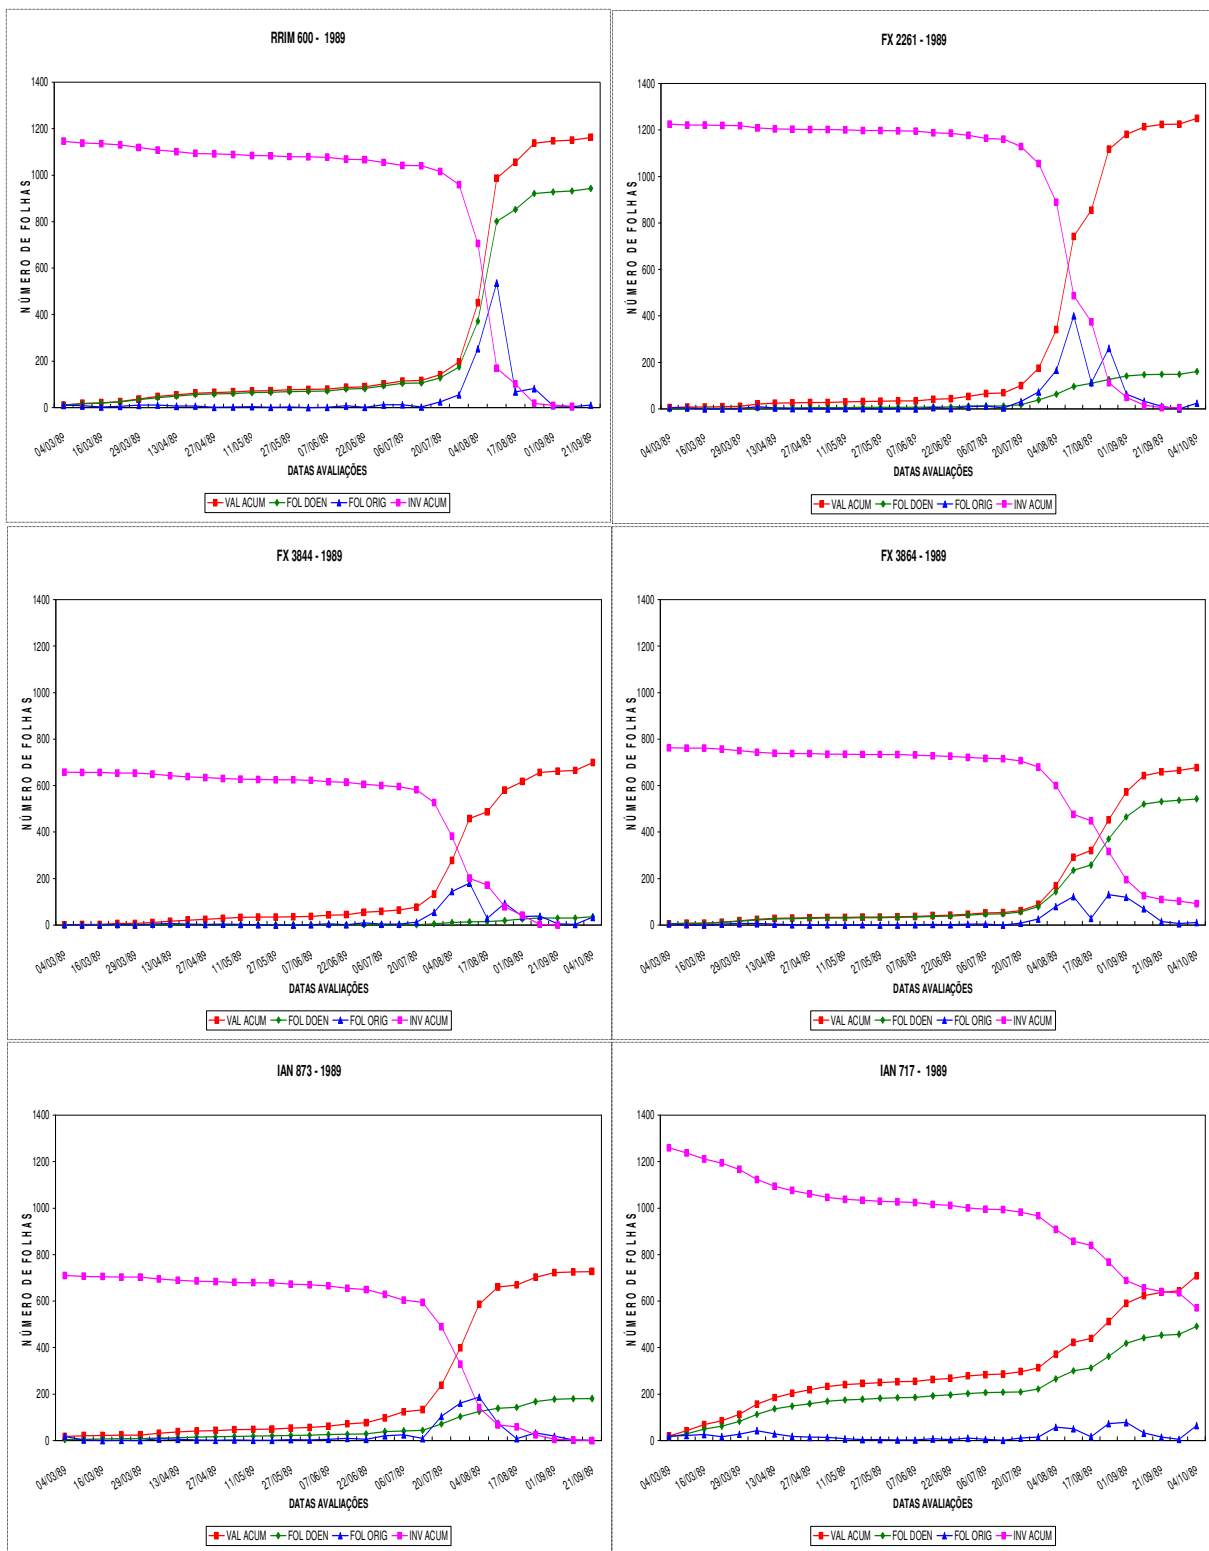 RRIM 600 - 1989
1400
1200
1000
800
600
400
200
0
NÚMERO DE FOLHAS
04/03/89 16/03/89 29/03/89 13/04/89 27/04/89 11/05/89 27/05/89 07/06/89 22/06/89 06/07/89 20/07/89 04/08/89 17/08/89 01/09/89 21/09/89
DATAS AVALIAÇÕES
VAL ACUM FOL DOEN FOL ORIG INV ACUM
FX 2261 - 1989
1400
1200
1000
800
600
400
200
0
NÚMERO DE FOLHAS
04/03/89 16/03/89 29/03/89 13/04/89 27/04/89 11/05/89 27/05/89 07/06/89 22/06/89 06/07/89 20/07/89 04/08/89 17/08/89 01/09/89 21/09/89 04/10/89
DATAS AVALIAÇÕES
VAL ACUM FOL DOEN FOL ORIG INV ACUM
FX 3844 - 1989
1400
1200
1000
800
600
400
200
0
NÚMERO DE FOLHAS
04/03/89 16/03/89 29/03/89 13/04/89 27/04/89 11/05/89 27/05/89 07/06/89 22/06/89 06/07/89 20/07/89 04/08/89 17/08/89 01/09/89 21/09/89 04/10/89
DATAS AVALIAÇÕES
VAL ACUM FOL DOEN FOL ORIG INV ACUM
FX 3864 - 1989
1400
1200
1000
800
600
400
200
0
NÚMERO DE FOLHAS
04/03/89 16/03/89 29/03/89 13/04/89 27/04/89 11/05/89 27/05/89 07/06/89 22/06/89 06/07/89 20/07/89 04/08/89 17/08/89 01/09/89 21/09/89 04/10/89
DATAS AVALIAÇÕES
VAL ACUM FOL DOEN FOL ORIG INV ACUM
IAN 873 - 1989
1400
1200
1000
800
600
400
200
0
NÚMERO DE FOLHAS
04/03/89 16/03/89 29/03/89 13/04/89 27/04/89 11/05/89 27/05/89 07/06/89 22/06/89 06/07/89 20/07/89 04/08/89 17/08/89 01/09/89 21/09/89
DATAS AVALIAÇÕES
VAL ACUM FOL DOEN FOL ORIG INV ACUM
IAN 717 - 1989
1400
1200
1000
800
600
400
200
0
NÚMERO DE FOLHAS
04/03/89 16/03/89 29/03/89 13/04/89 27/04/89 11/05/89 27/05/89 07/06/89 22/06/89 06/07/89 20/07/89 04/08/89 17/08/89 01/09/89 21/09/89 04/10/89
DATAS AVALIAÇÕES
VAL ACUM FOL DOEN FOL ORIG INV ACUM